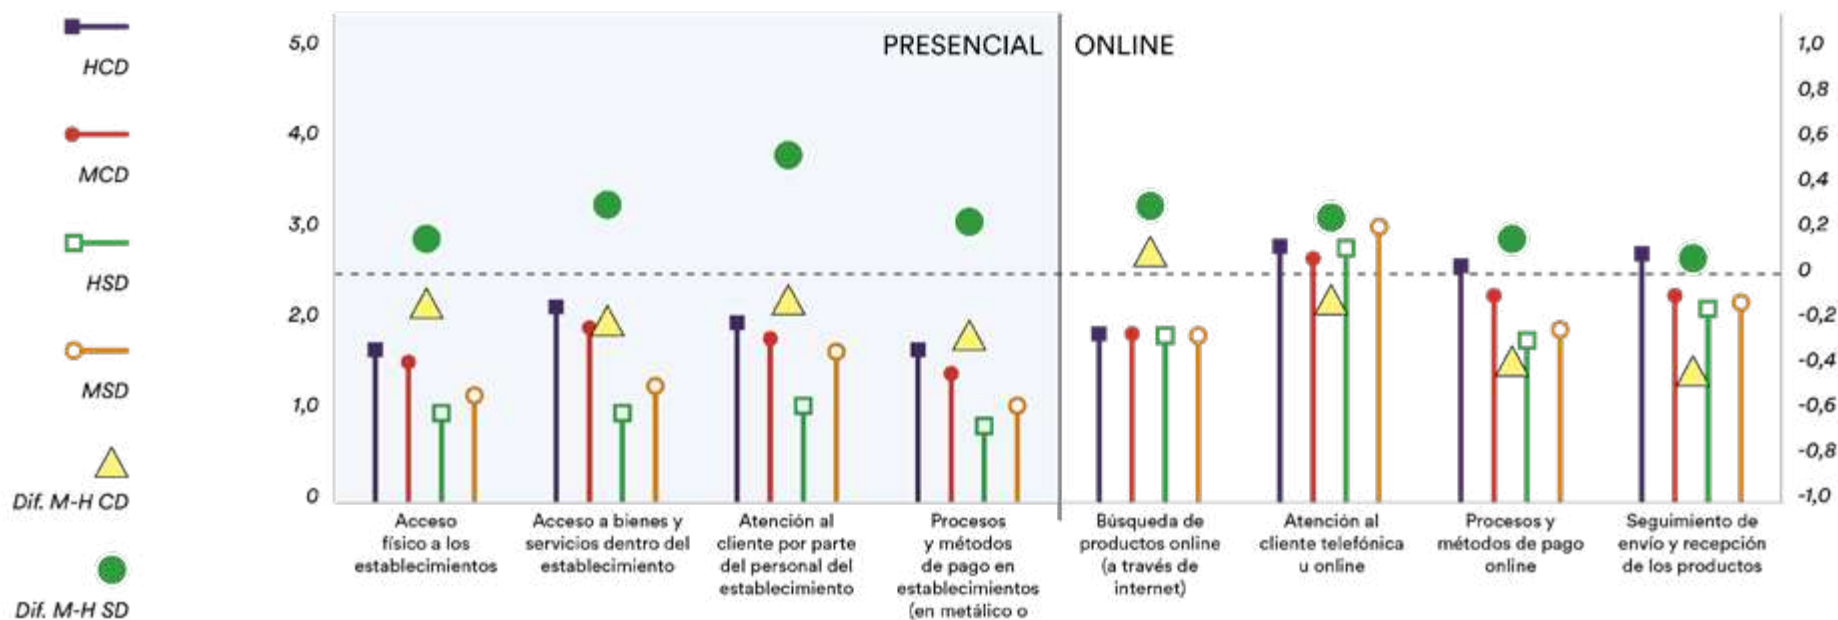 HCD
MCD
HSD
MSD
Dif. M-H CD
Dif. M-H SD
5,0
4,0
3,0
2,0
1,0
0
PRESENCIAL
ONLINE
1,0
0,8
0,6
0,4
0,2
0
-0,2
-0,4
-0,6
-0,8
-1,0
Acceso
físico a los
establecimientos
Acceso a bienes y
servicios dentro del
establecimiento
Atención al
cliente por parte
del personal del
establecimiento
Procesos
y métodos
de pago en
establecimientos
(en metálico o
Búsqueda de
productos online
(a través de
internet)
Atención al
cliente telefónica
u online
Procesos y
métodos de pago
online
Seguimiento de
envío y recepción
de los productos